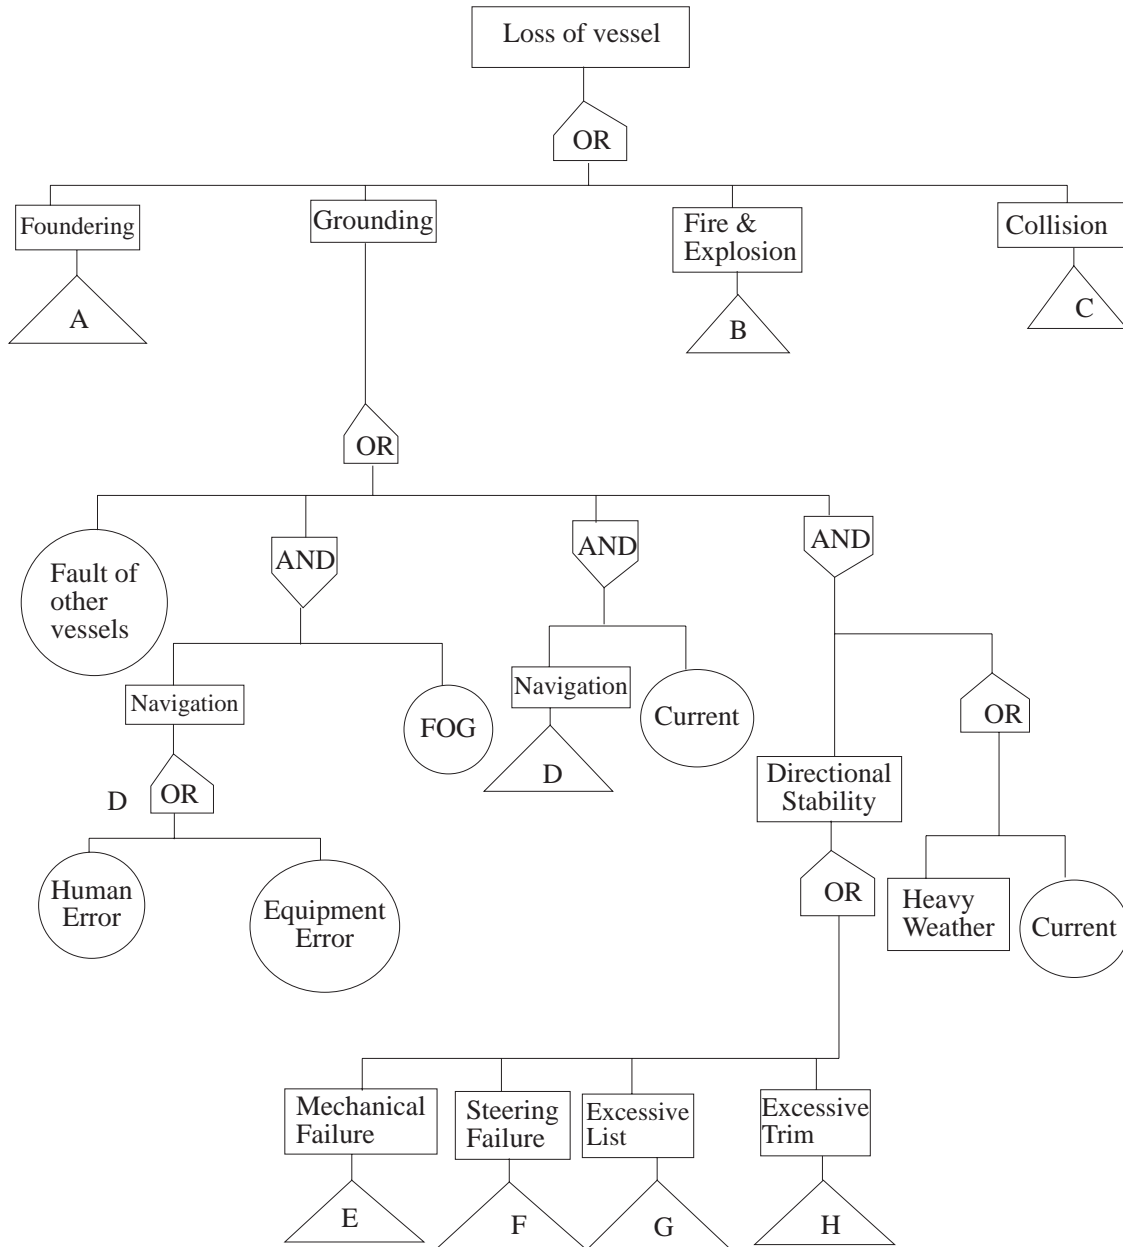 Loss of vessel
OR
Foundering
Grounding
Fire &
Explosion
Collision
A
B
C
OR
Fault of
other
vessels
AND
AND
AND
Navigation
FOG
Navigation
Current
OR
D
OR
D
Directional
Stability
Human
Error
Equipment
Error
OR
Heavy
Weather
Current
Mechanical
Failure
Steering
Failure
Excessive
List
Excessive
Trim
E
F
G
H